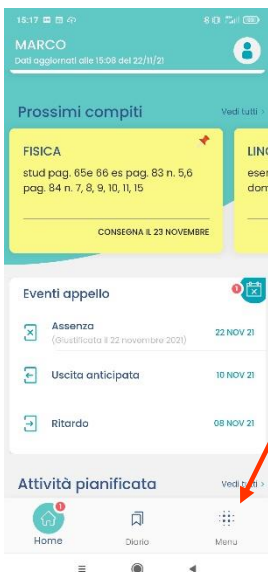 15:17
MARCO
Dati aggiornati alle 15:09 del 22/11/21
Prossimi compiti
Vedi tutti >
FISICA
stud pag. 65e 66 es pag. 83 n. 5,6
pag. 84 n. 7, 8, 9, 10, 11, 15
CONSEGNA IL 23 NOVEMBRE
LIN
eser
dom
Eventi appello
1
Assenza
(Giustificata il 22 novembre 2021)
22 NOV 21
Uscita anticipata
10 NOV 21
Ritardo
08 NOV 21
Attività pianificata
Vedi tutti >
1
Home
Diario
Menu